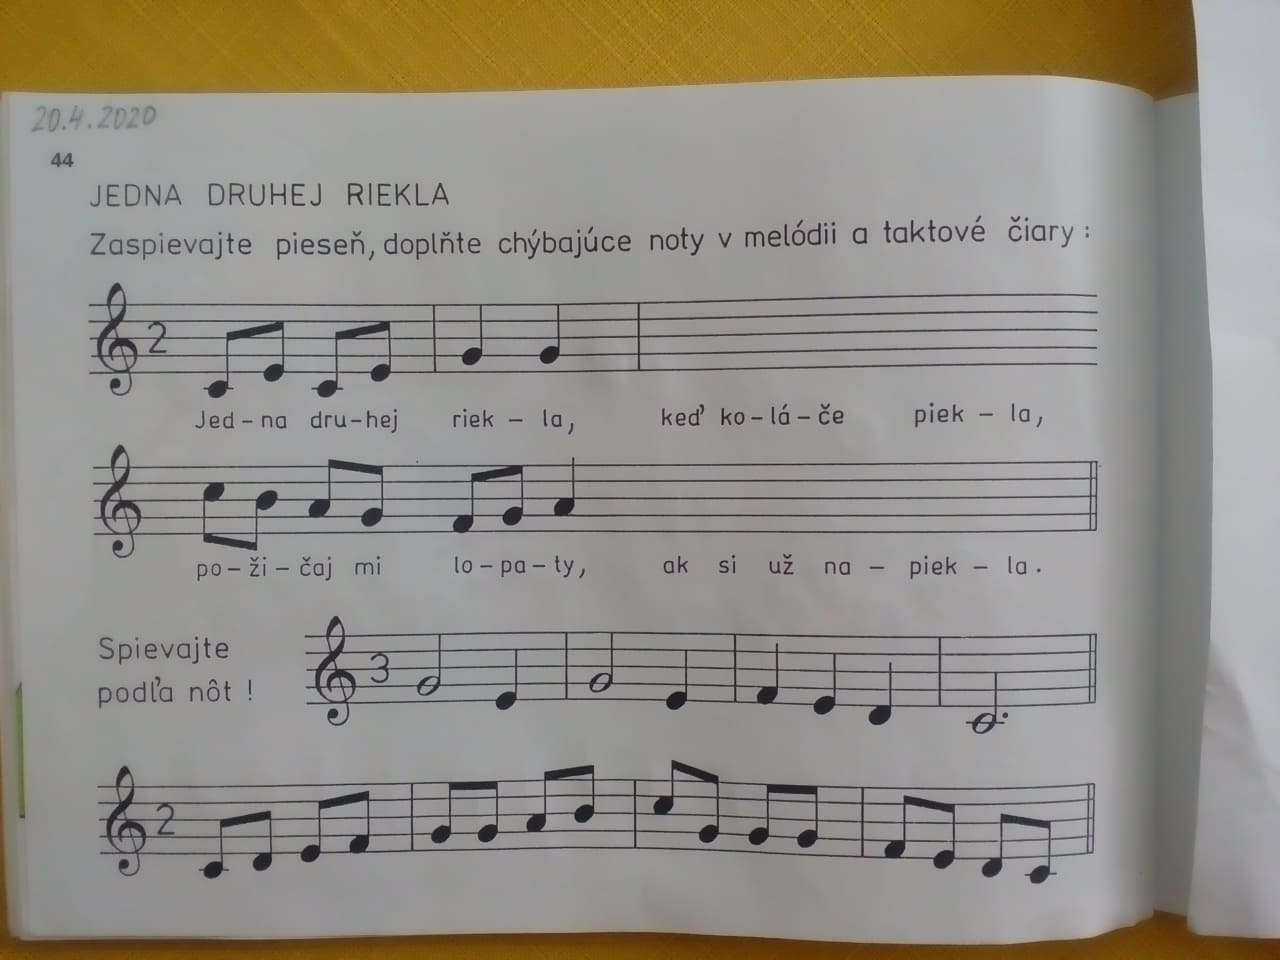 20.4.2020
44
JEDNA DRUHEJ RIEKLA
Zaspievajte pieseň, doplňte chýbajúce noty v melódii a taktové čiary :
2
Jed – na dru – hej riek – la, keď ko – lá – če piek – la,
po – ži – čaj mi lo – pa – ty, ak si už na – piek – la.
Spievajte
podľa nôt !
3
2